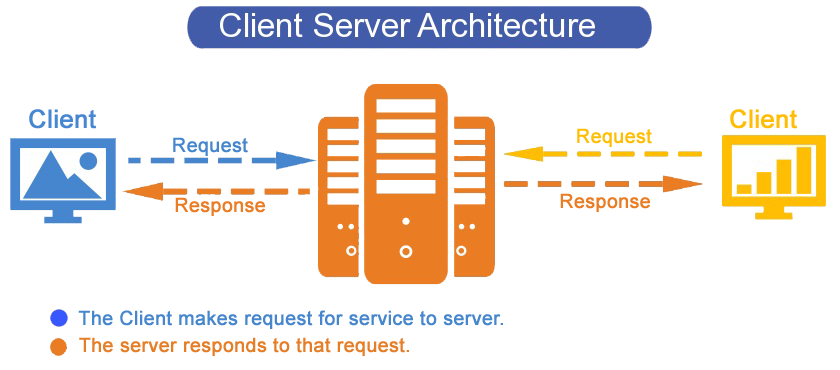 Client Server Architecture
Client
Client
Request
Request
Response
Response
The Client makes request for service to server.
The server responds to that request.